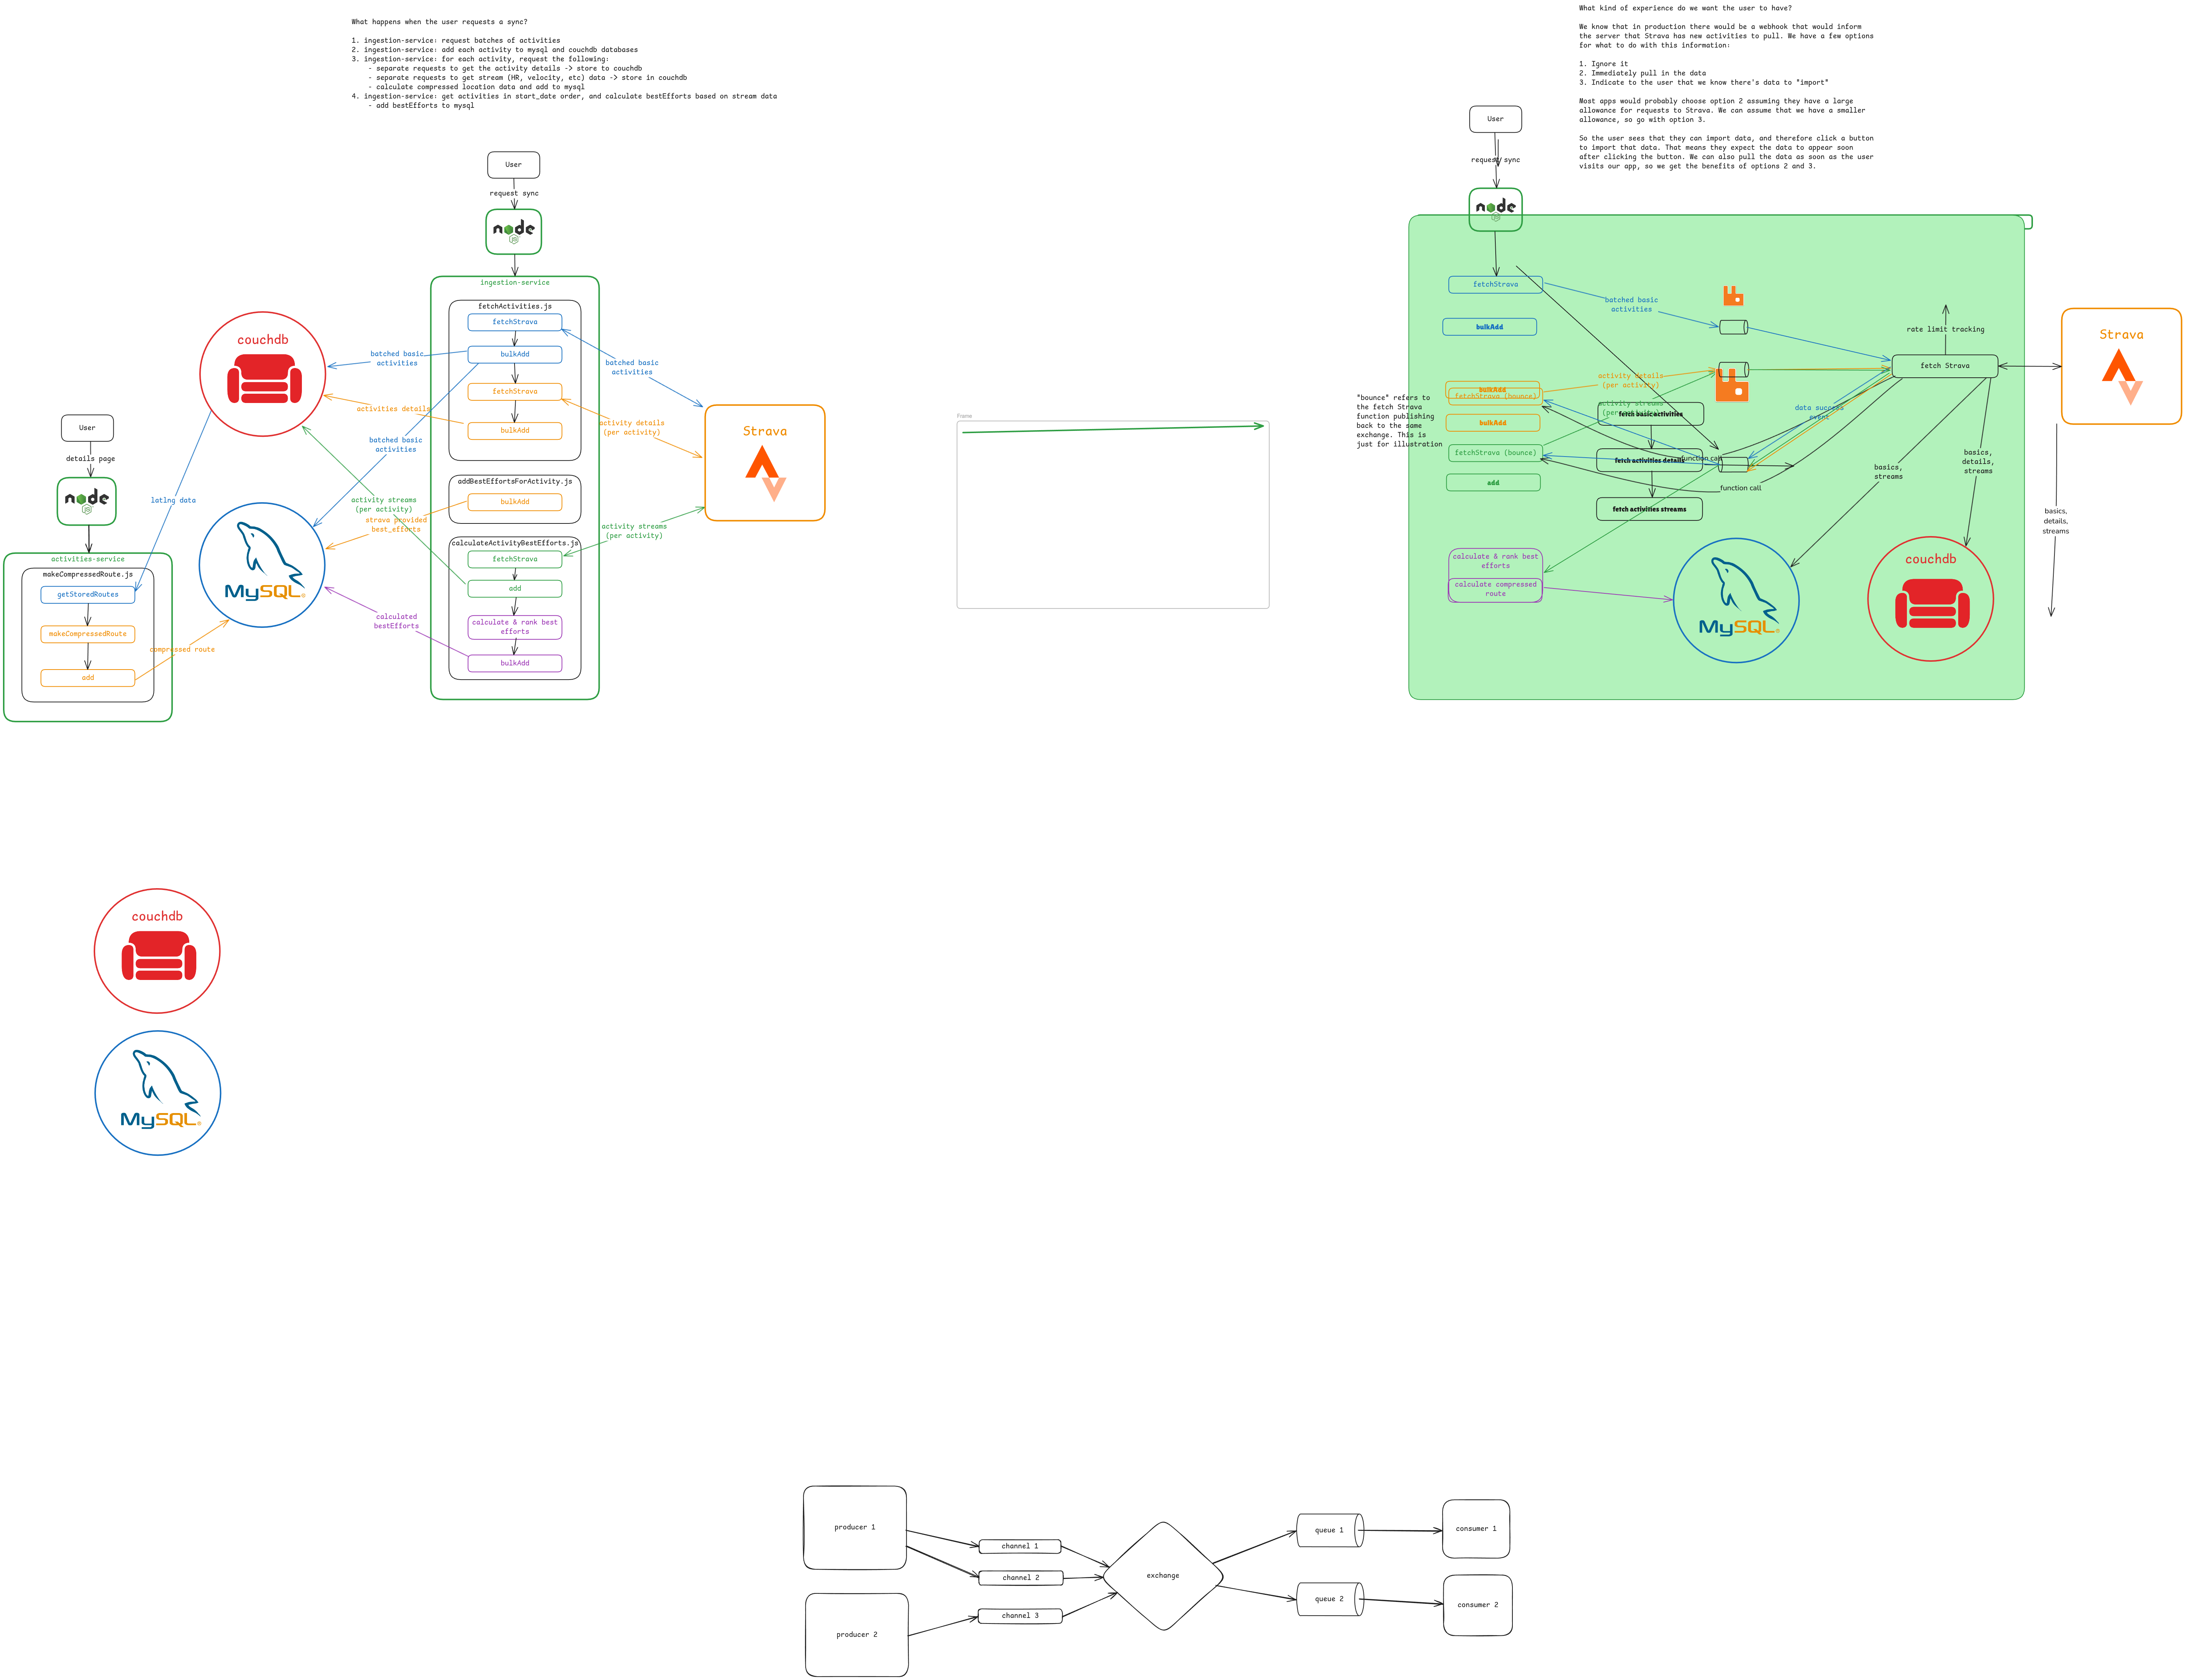 What happens when the user requests a sync?
1. ingestion-service: request batches of activities
2. ingestion-service: add each activity to mysql and couchdb databases
3. ingestion-service: for each activity, request the following:
- separate requests to get the activity details -> store to couchdb
- separate requests to get stream (HR, velocity, etc) data -> store in couchdb
- calculate compressed location data and add to mysql
4. ingestion-service: get activities in start_date order, and calculate bestEfforts based on stream data
- add bestEfforts to mysql
User
request sync
node
JS
ingestion-service
fetchActivities.js
fetchStrava
bulkAdd
fetchStrava
bulkAdd
addBestEffortsForActivity.js
bulkAdd
calculateActivityBestEfforts.js
fetchStrava
add
calculate & rank best
efforts
bulkAdd
couchdb
MySQL®
batched basic
activities
activities details
batched basic
activities
activity streams
(per activity)
strava provided
best_efforts
calculated
bestEfforts
latlng data
compressed route
User
details page
node
JS
activities-service
makeCompressedRoute.js
getStoredRoutes
makeCompressedRoute
add
batched basic
activities
activity details
(per activity)
activity streams
(per activity)
Strava
Frame
What kind of experience do we want the user to have?
We know that in production there would be a webhook that would inform
the server that Strava has new activities to pull. We have a few options
for what to do with this information:
1. Ignore it
2. Immediately pull in the data
3. Indicate to the user that we know there's data to "import"
Most apps would probably choose option 2 assuming they have a large
allowance for requests to Strava. We can assume that we have a smaller
allowance, so go with option 3.
So the user sees that they can import data, and therefore click a button
to import that data. That means they expect the data to appear soon
after clicking the button. We can also pull the data as soon as the user
visits our app, so we get the benefits of options 2 and 3.
User
request sync
node
JS
fetchStrava
bulkAdd
bulkAdd
fetchStrava (bounce)
bulkAdd
fetchStrava (bounce)
add
calculate & rank best
efforts
calculate compressed
route
"bounce" refers to
the fetch Strava
function publishing
back to the same
exchange. This is
just for illustration
batched basic
activities
activity details
(per activity)
activity streams
(per activity)
fetch basic activities
fetch activities details
fetch activities streams
function call
function call
data success
event
rate limit tracking
fetch Strava
basics,
streams
basics,
details,
streams
basics,
details,
streams
Strava
MySQL®
couchdb
couchdb
MySQL®
producer 1
producer 2
channel 1
channel 2
channel 3
exchange
queue 1
queue 2
consumer 1
consumer 2